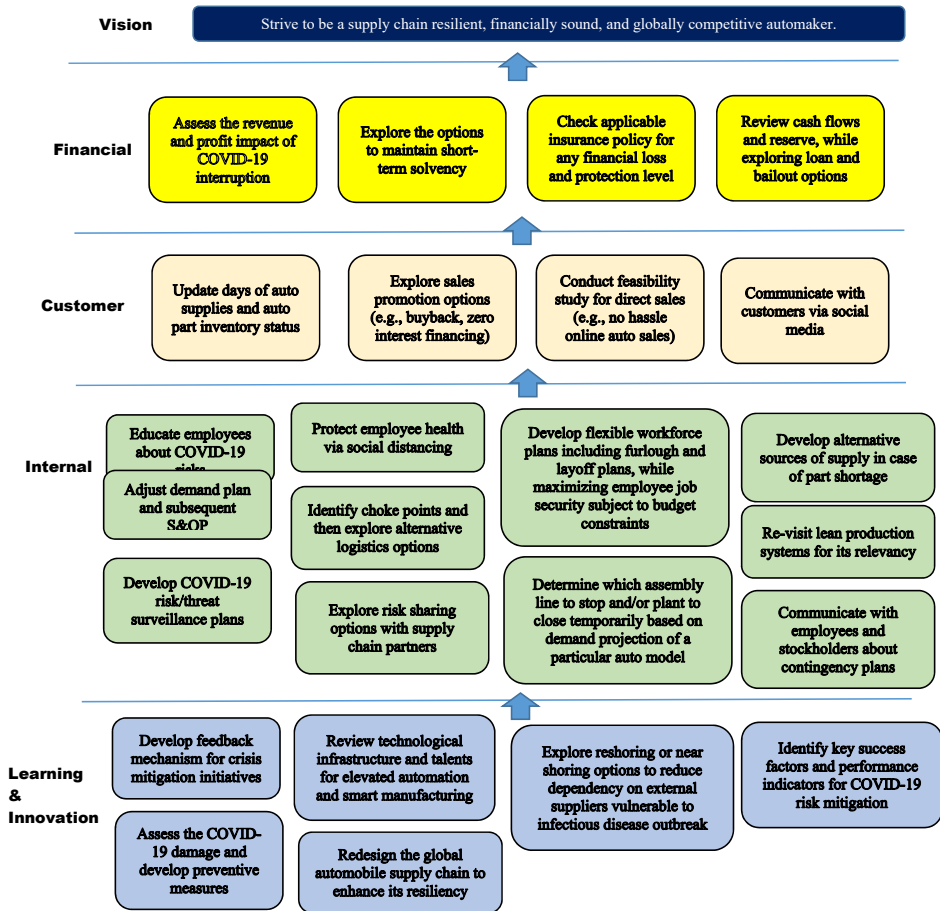 Vision
Strive to be a supply chain resilient, financially sound, and globally competitive automaker.
Financial
Assess the revenue
and profit impact of
COVID-19
interruption
Explore the options
to maintain short-
term solvency
Check applicable
insurance policy for
any financial loss
and protection level
Review cash flows
and reserve, while
exploring loan and
bailout options
Customer
Update days of auto
supplies and auto
part inventory status
Explore sales
promotion options
(e.g., buyback, zero
interest financing)
Conduct feasibility
study for direct sales
(e.g., no hassle
online auto sales)
Communicate with
customers via social
media
Internal
Educate employees
about COVID-19
risks
Adjust demand plan
and subsequent
S&OP
Develop COVID-19
risk/threat
surveillance plans
Protect employee health
via social distancing
Identify choke points and
then explore alternative
logistics options
Explore risk sharing
options with supply
chain partners
Develop flexible workforce
plans including furlough and
layoff plans, while
maximizing employee job
security subject to budget
constraints
Determine which assembly
line to stop and/or plant to
close temporarily based on
demand projection of a
particular auto model
Develop alternative
sources of supply in case
of part shortage
Re-visit lean production
systems for its relevancy
Communicate with
employees and
stockholders about
contingency plans
Learning
&
Innovation
Develop feedback
mechanism for crisis
mitigation initiatives
Assess the COVID-
19 damage and
develop preventive
measures
Review technological
infrastructure and talents
for elevated automation
and smart manufacturing
Redesign the global
automobile supply chain to
enhance its resiliency
Explore reshoring or near
shoring options to reduce
dependency on external
suppliers vulnerable to
infectious disease outbreak
Identify key success
factors and performance
indicators for COVID-19
risk mitigation